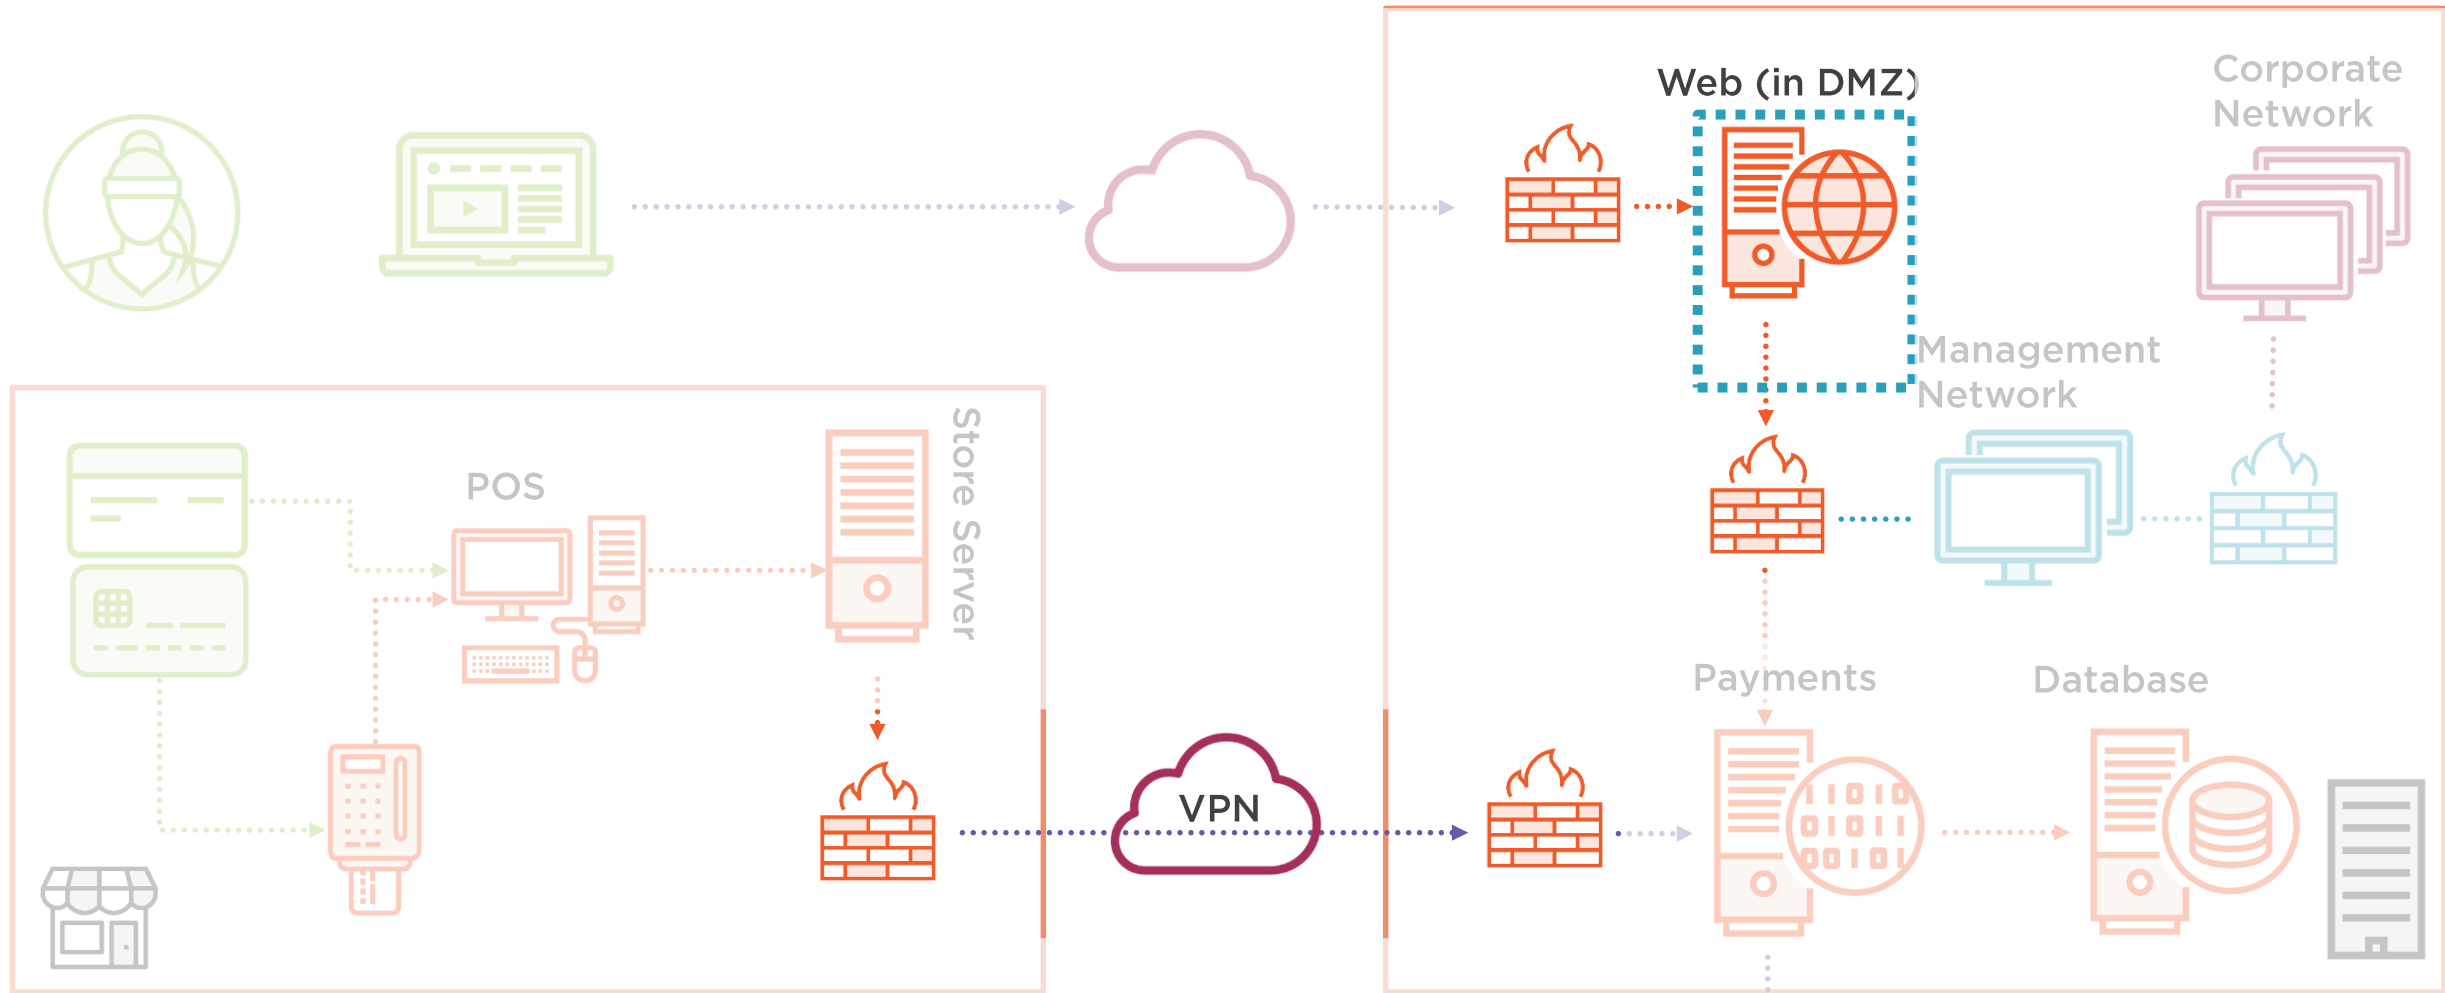 Web (in DMZ)
Corporate
Network
Management
Network
POS
Store Server
Payments
Database
VPN